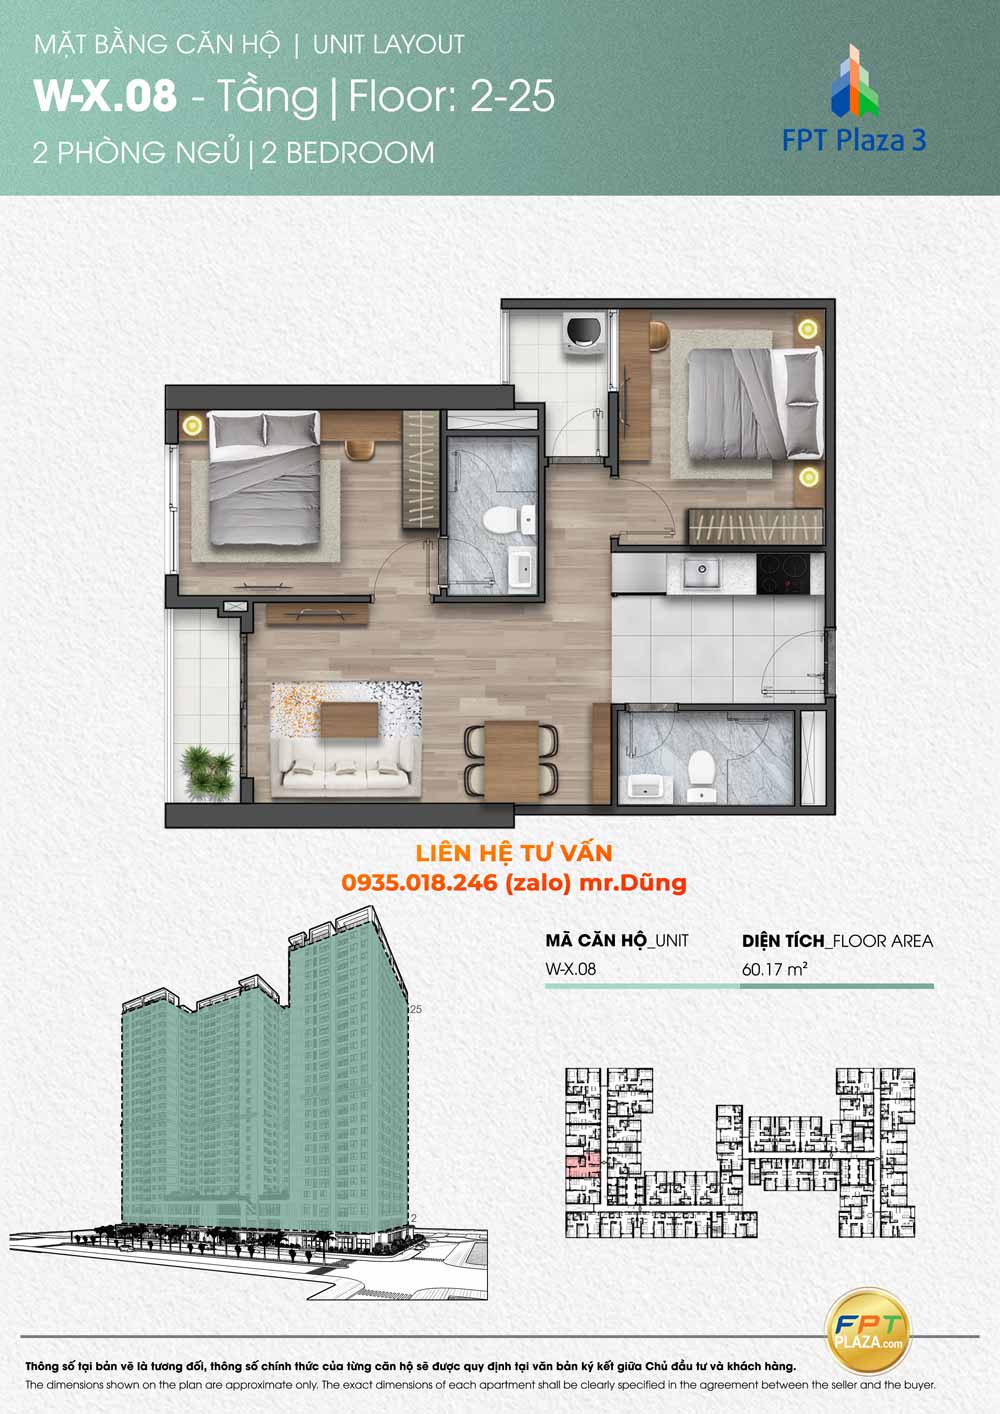 MẶT BẰNG CĂN HỘ | UNIT LAYOUT
W-X.08 - Tầng|Floor: 2-25
2 PHÒNG NGỦ|2 BEDROOM
FPT Plaza 3
LIÊN HỆ TƯ VẤN
0935.018.246 (zalo) mr.Dũng
MÃ CĂN HỘ_UNIT
W-X.08
DIỆN TÍCH_FLOOR AREA
60.17 m²
25
2
FPT
PLAZA.com
Thông số tại bản vẽ là tương đối, thông số chính thức của từng căn hộ sẽ được quy định tại văn bản ký kết giữa Chủ đầu tư và khách hàng.
The dimensions shown on the plan are approximate only. The exact dimensions of each apartment shall be clearly specified in the agreement between the seller and the buyer.